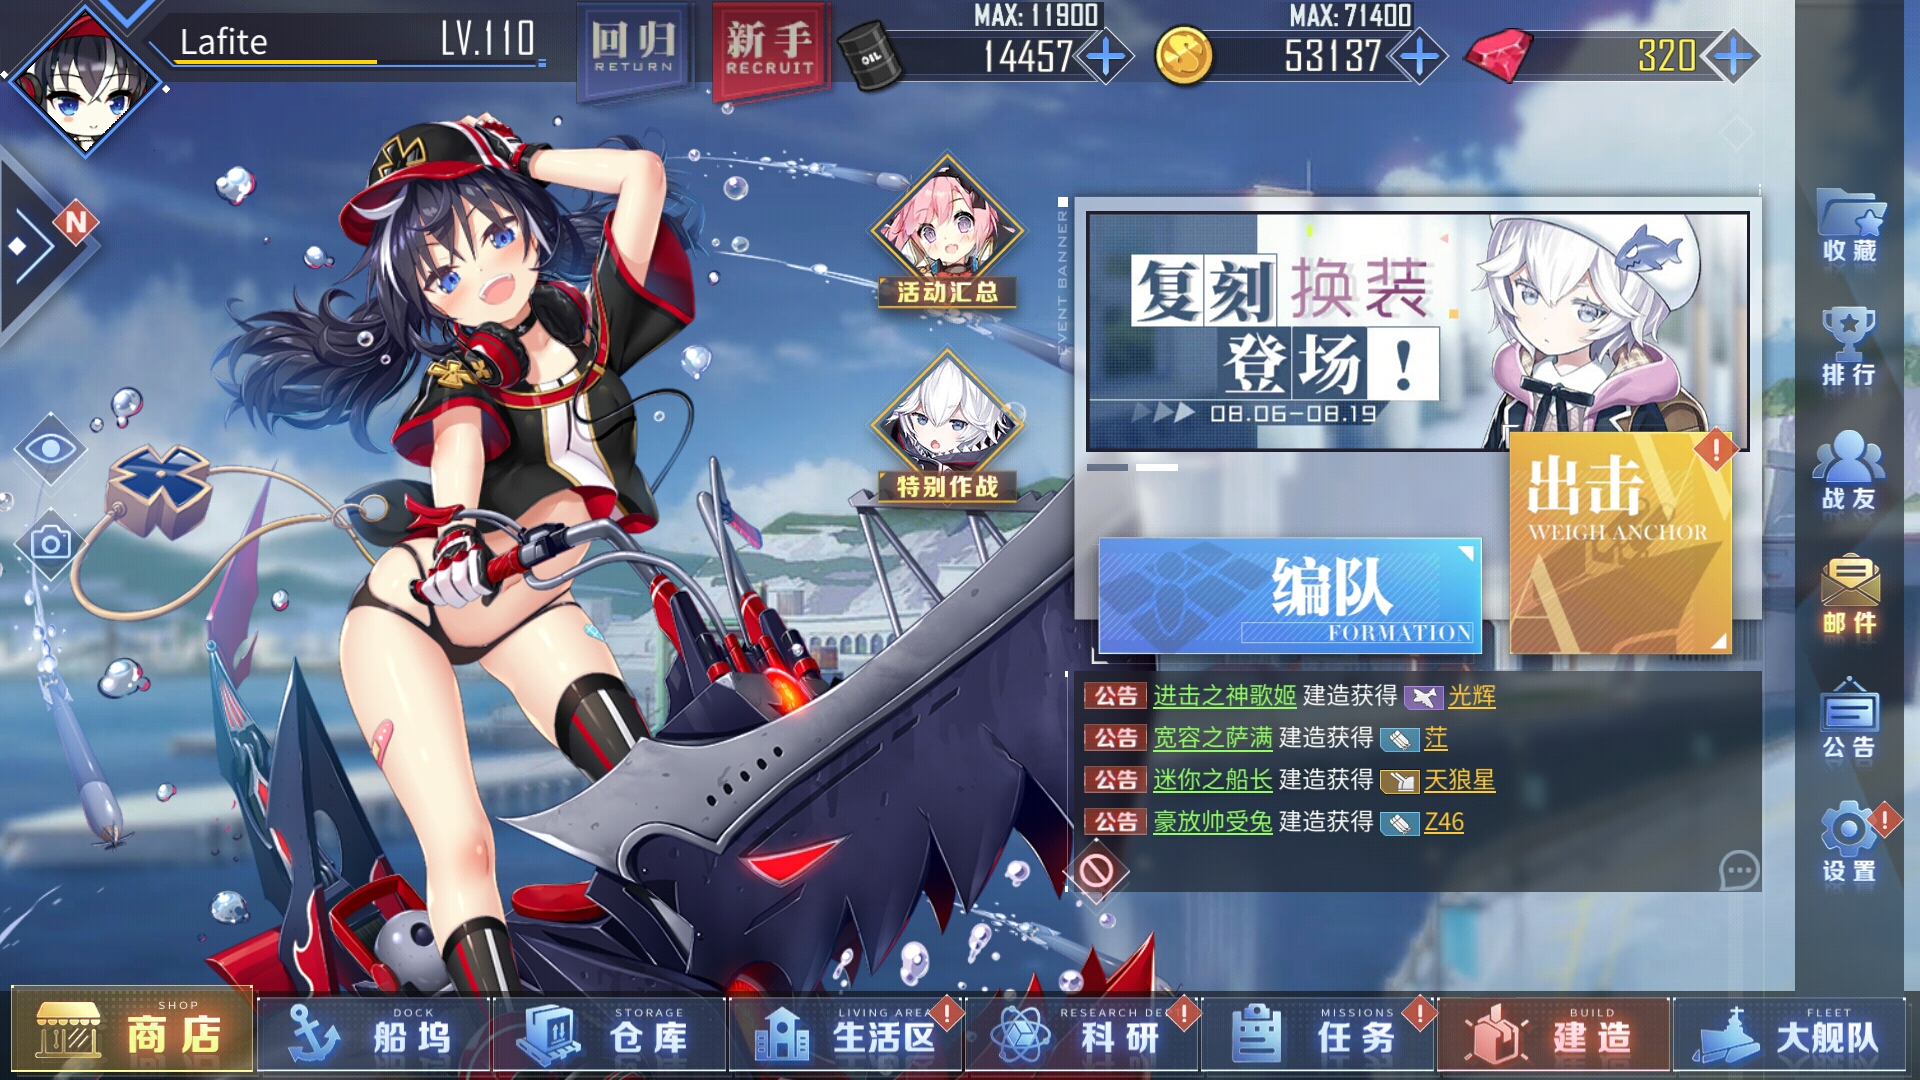 Lafite
LV.110
回归
RETURN
新手
RECRUIT
OIL
MAX: 11900
14457
MAX: 71400
53137
320
N
活动汇总
特别作战
EVENT BANNER
复刻换装
登场！
08.06-08.19
出击
WEIGH ANCHOR
编队
FORMATION
公告 进击之神歌姬 建造获得 光辉
公告 宽容之萨满 建造获得 茳
公告 迷你之船长 建造获得 天狼星
公告 豪放帅受兔 建造获得 Z46
收藏
排行
战友
邮件
公告
设置
SHOP
商店
DOCK
船坞
STORAGE
仓库
LIVING AREA
生活区
RESEARCH DE
科研
MISSIONS
任务
BUILD
建造
FLEET
大舰队